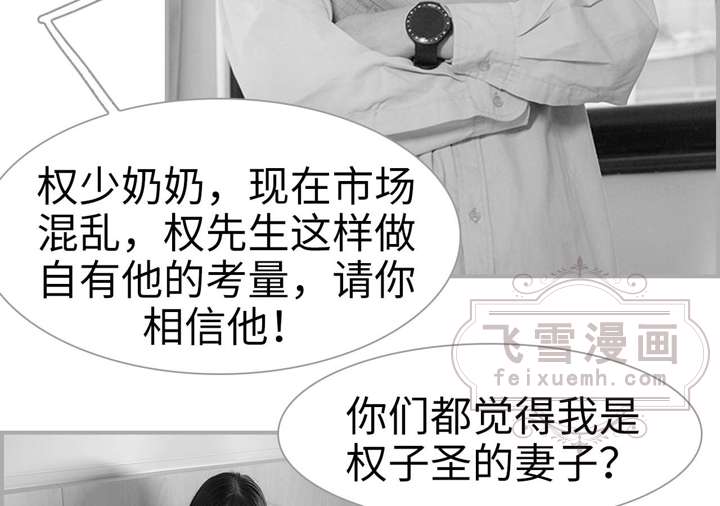 权少奶奶，现在市场
混乱，权先生这样做
自有他的考量，请你
相信他！
飞雪漫画
feixuemh.com
你们都觉得我是
权子圣的妻子？